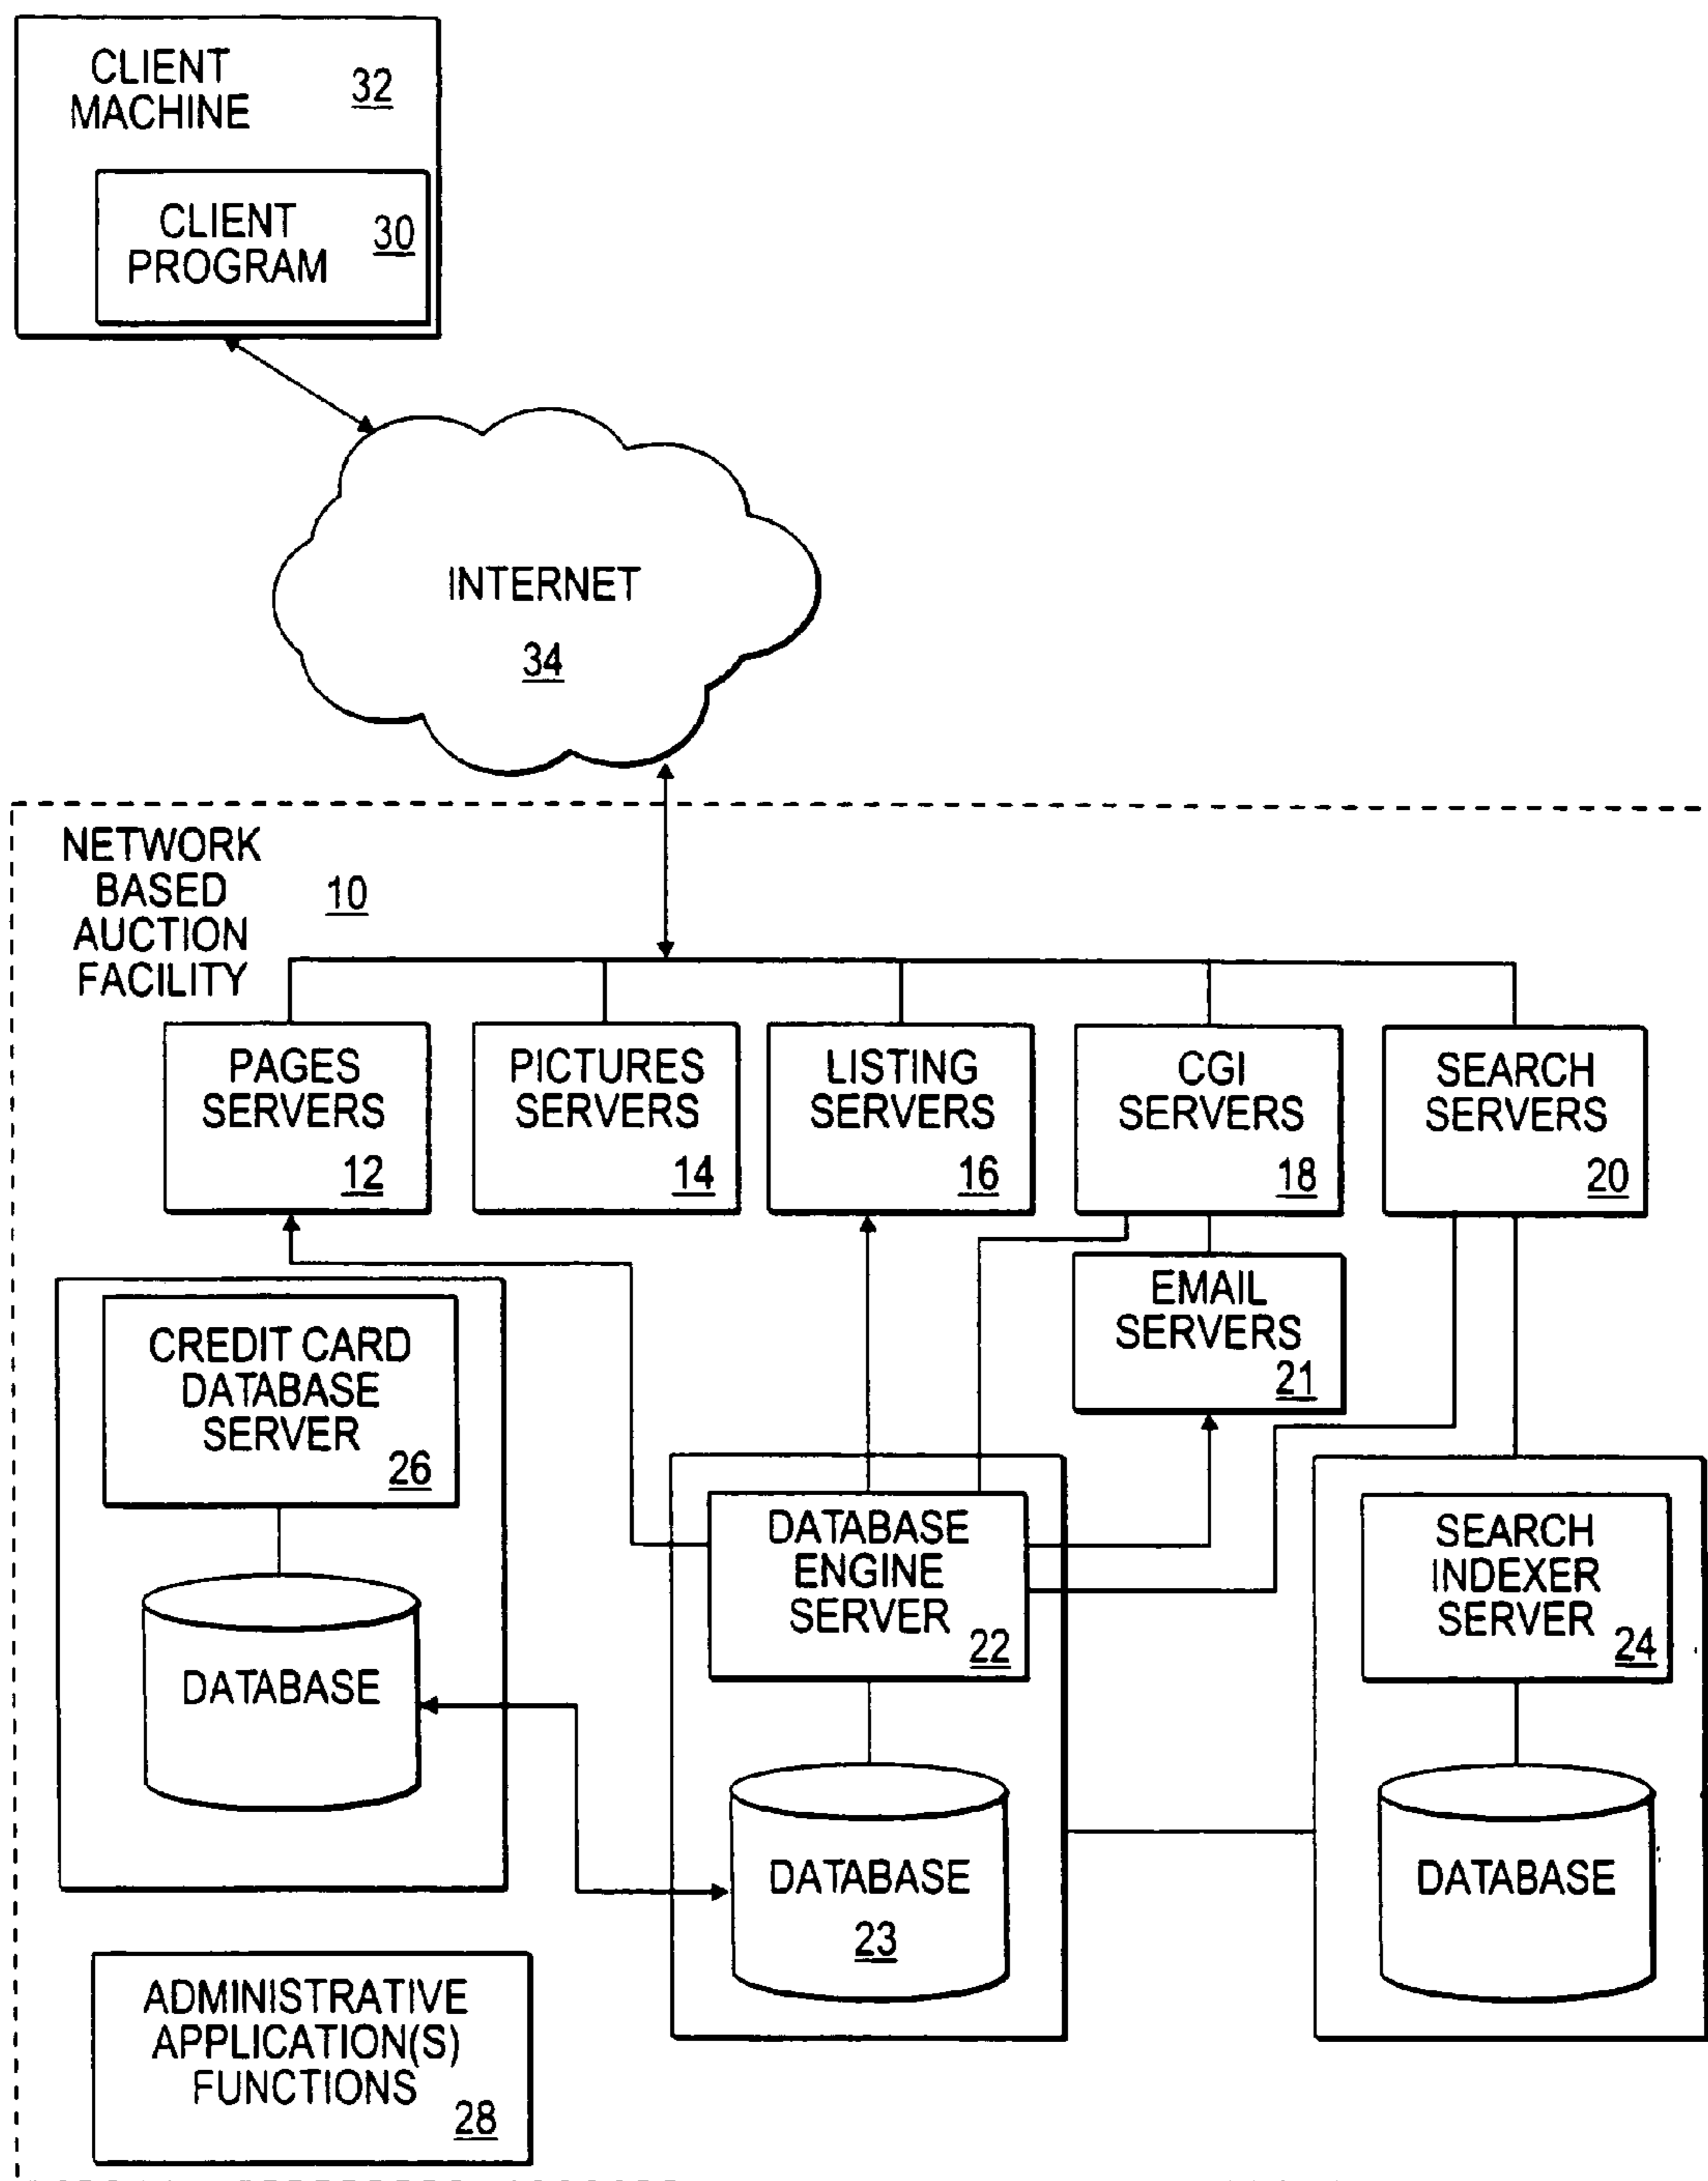 CLIENT
MACHINE
32
CLIENT
PROGRAM
30
INTERNET
34
NETWORK
BASED
AUCTION
FACILITY
10
PAGES
SERVERS
12
PICTURES
SERVERS
14
LISTING
SERVERS
16
CGI
SERVERS
18
SEARCH
SERVERS
20
EMAIL
SERVERS
21
CREDIT CARD
DATABASE
SERVER
26
DATABASE
DATABASE
ENGINE
SERVER
22
DATABASE
23
SEARCH
INDEXER
SERVER
24
DATABASE
ADMINISTRATIVE
APPLICATION(S)
FUNCTIONS
28